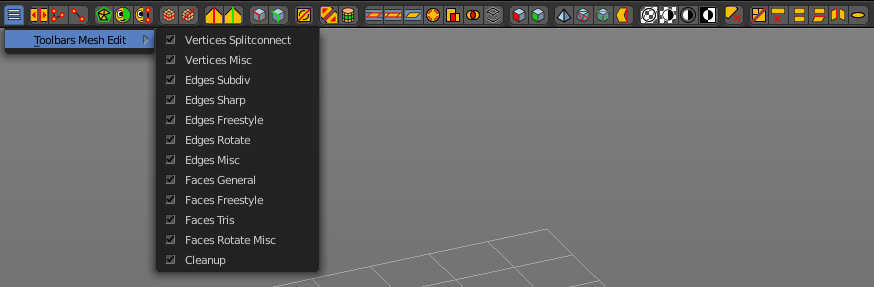 Toolbars Mesh Edit
Vertices Splitconnect
Vertices Misc
Edges Subdiv
Edges Sharp
Edges Freestyle
Edges Rotate
Edges Misc
Faces General
Faces Freestyle
Faces Tris
Faces Rotate Misc
Cleanup